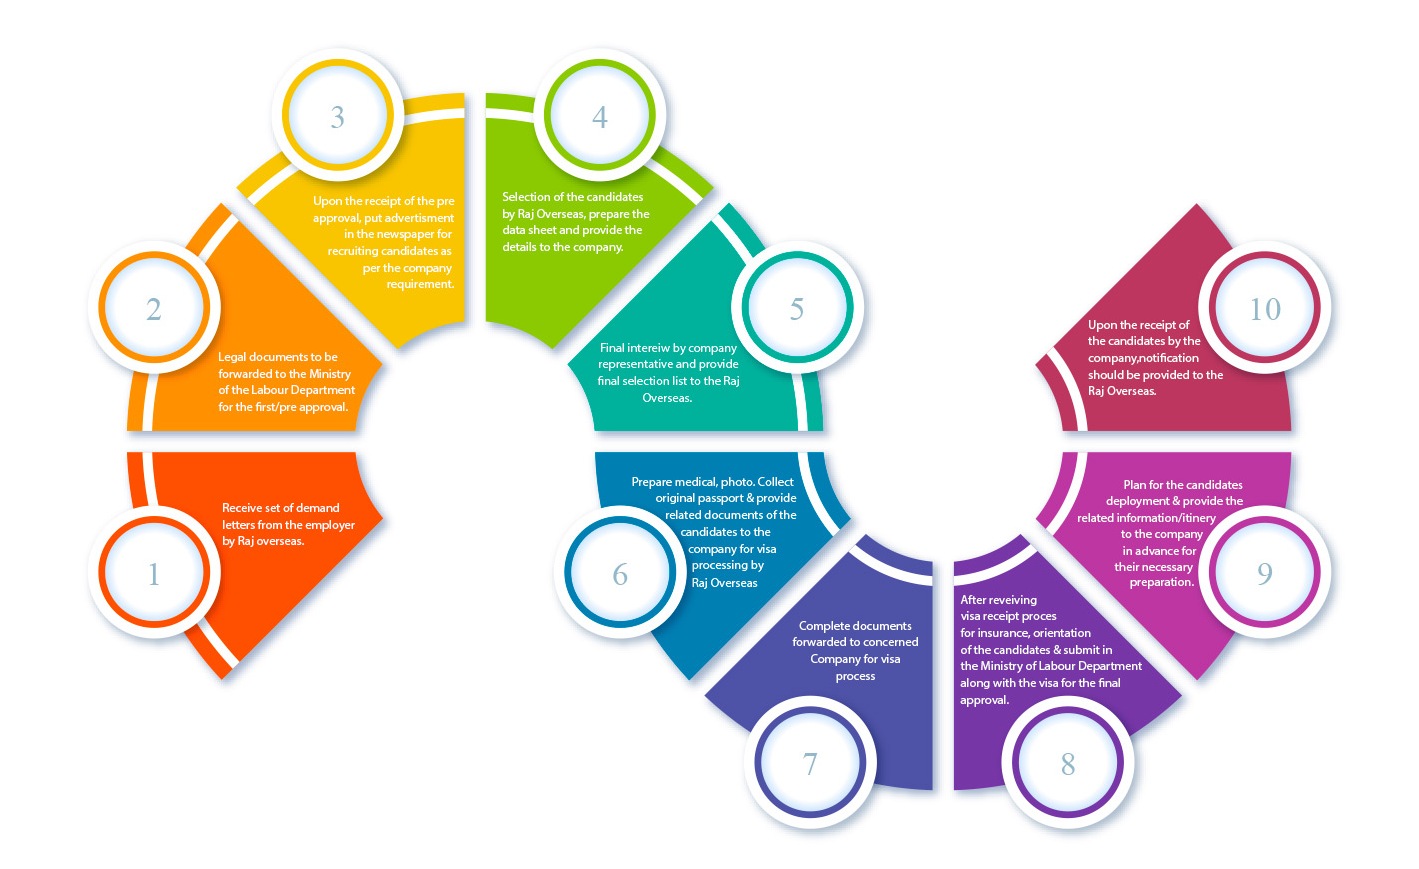 1
Receive set of demand
letters from the employer
by Raj overseas.
2
Legal documents to be
forwarded to the Ministry
of the Labour Department
for the first/pre approval.
3
Upon the receipt of the pre
approval, put advertisment
in the newspaper for
recruiting candidates as
per the company
requirement.
4
Selection of the candidates
by Raj Overseas, prepare the
data sheet and provide the
details to the company.
5
Final intereiw by company
representative and provide
final selection list to the Raj
Overseas.
6
Prepare medical, photo. Collect
original passport & provide
related documents of the
candidates to the
company for visa
processing by
Raj Overseas
7
Complete documents
forwarded to concerned
Company for visa
process
8
After reveiving
visa receipt proces
for insurance, orientation
of the candidates & submit in
the Ministry of Labour Department
along with the visa for the final
approval.
9
Plan for the candidates
deployment & provide the
related information/itinery
to the company
in advance for
their necessary
preparation.
10
Upon the receipt of
the candidates by the
company,notification
should be provided to the
Raj Overseas.